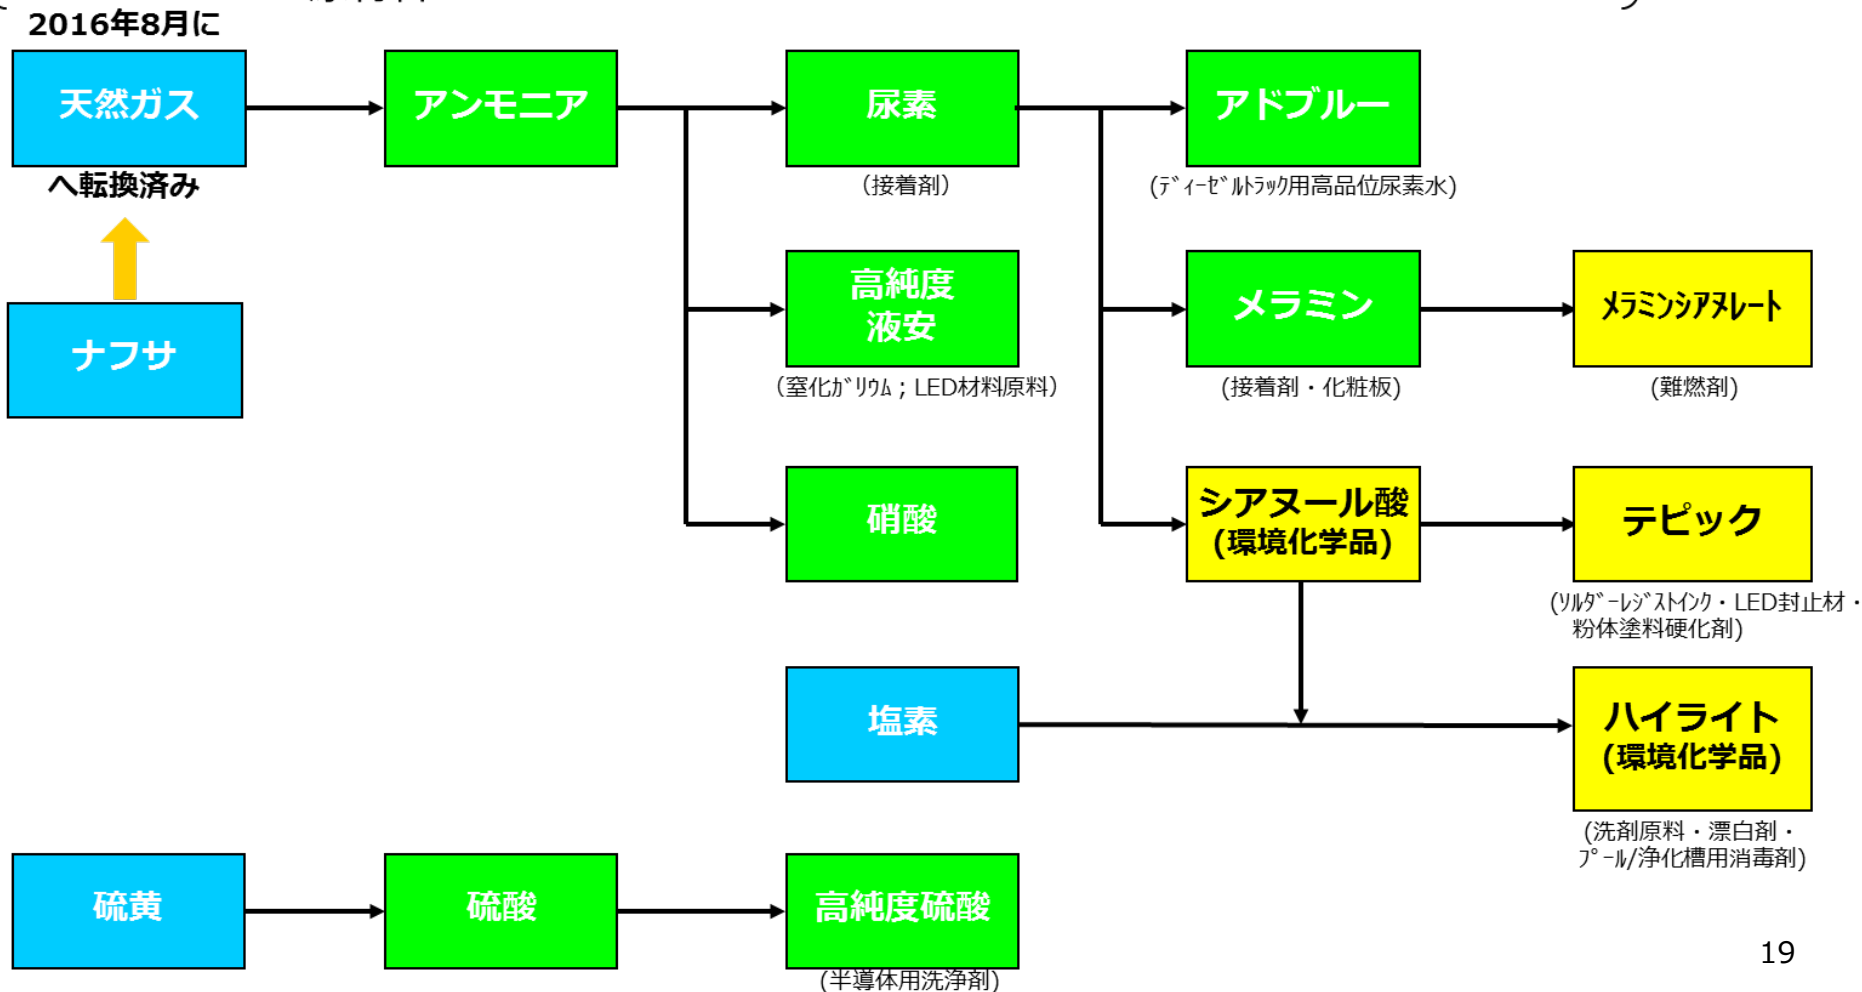 2016年8月に
天然ガス
アンモニア
尿素
アドブルー
へ転換済み
（接着剤）
(ﾃﾞｨｰｾﾞﾙﾄﾗｯｸ用高品位尿素水)
ナフサ
高純度
液安
メラミン
ﾒﾗﾐﾝｼｱﾇﾚｰﾄ
（窒化ｶﾞﾘｳﾑ；LED材料原料）
(接着剤・化粧板)
(難燃剤)
硝酸
シアヌール酸
(環境化学品)
テピック
(ｿﾙﾀﾞｰﾚｼﾞｽﾄｲﾝｸ・LED封止材・
粉体塗料硬化剤)
塩素
ハイライト
(環境化学品)
(洗剤原料・漂白剤・
ﾌﾟｰﾙ/浄化槽用消毒剤)
硫黄
硫酸
高純度硫酸
(半導体用洗浄剤)
19